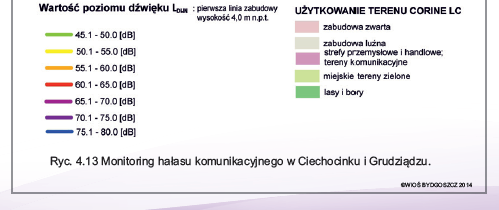 Wartość poziomu dźwięku LDWN : pierwsza linia zabudowy
wysokość 4,0 m n.p.t.
45.1 - 50.0 [dB]
50.1 - 55.0 [dB]
55.1 - 60.0 [dB]
60.1 - 65.0 [dB]
65.1 - 70.0 [dB]
70.1 - 75.0 [dB]
75.1 - 80.0 [dB]
UŻYTKOWANIE TERENU CORINE LC
zabudowa zwarta
zabudowa luźna
strefy przemysłowe i handlowe;
tereny komunikacyjne
miejskie tereny zielone
lasy i bory
Ryc. 4.13 Monitoring hałasu komunikacyjnego w Ciechocinku i Grudziądzu.
©WIOŚ BYDGOSZCZ 2014